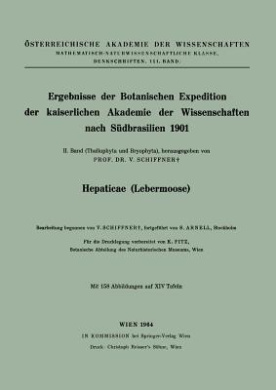 ÖSTERREICHISCHE AKADEMIE DER WISSENSCHAFTEN
MATHEMATISCH-NATURWISSENSCHAFTLICHE KLASSE,
DENKSCHRIFTEN, 111. BAND:
Ergebnisse der Botanischen Expedition
der kaiserlichen Akademie der Wissenschaften
nach Südbrasilien 1901
II. Band (Thallophyta und Bryophyta), herausgegeben von
PROF. DR. V. SCHIFFNER†
Hepaticae (Lebermoose)
Bearbeitung begonnen von V. SCHIFFNER†, fortgeführt von S. ARNELL, Stockholm
Für die Drucklegung vorbereitet von K. FITZ,
Botanische Abteilung des Naturhistorischen Museums, Wien
Mit 158 Abbildungen auf XIV Tafeln
WIEN 1964
IN KOMMISSION bei Springer-Verlag Wien
Druck: Christoph Reisser's Söhne, Wien